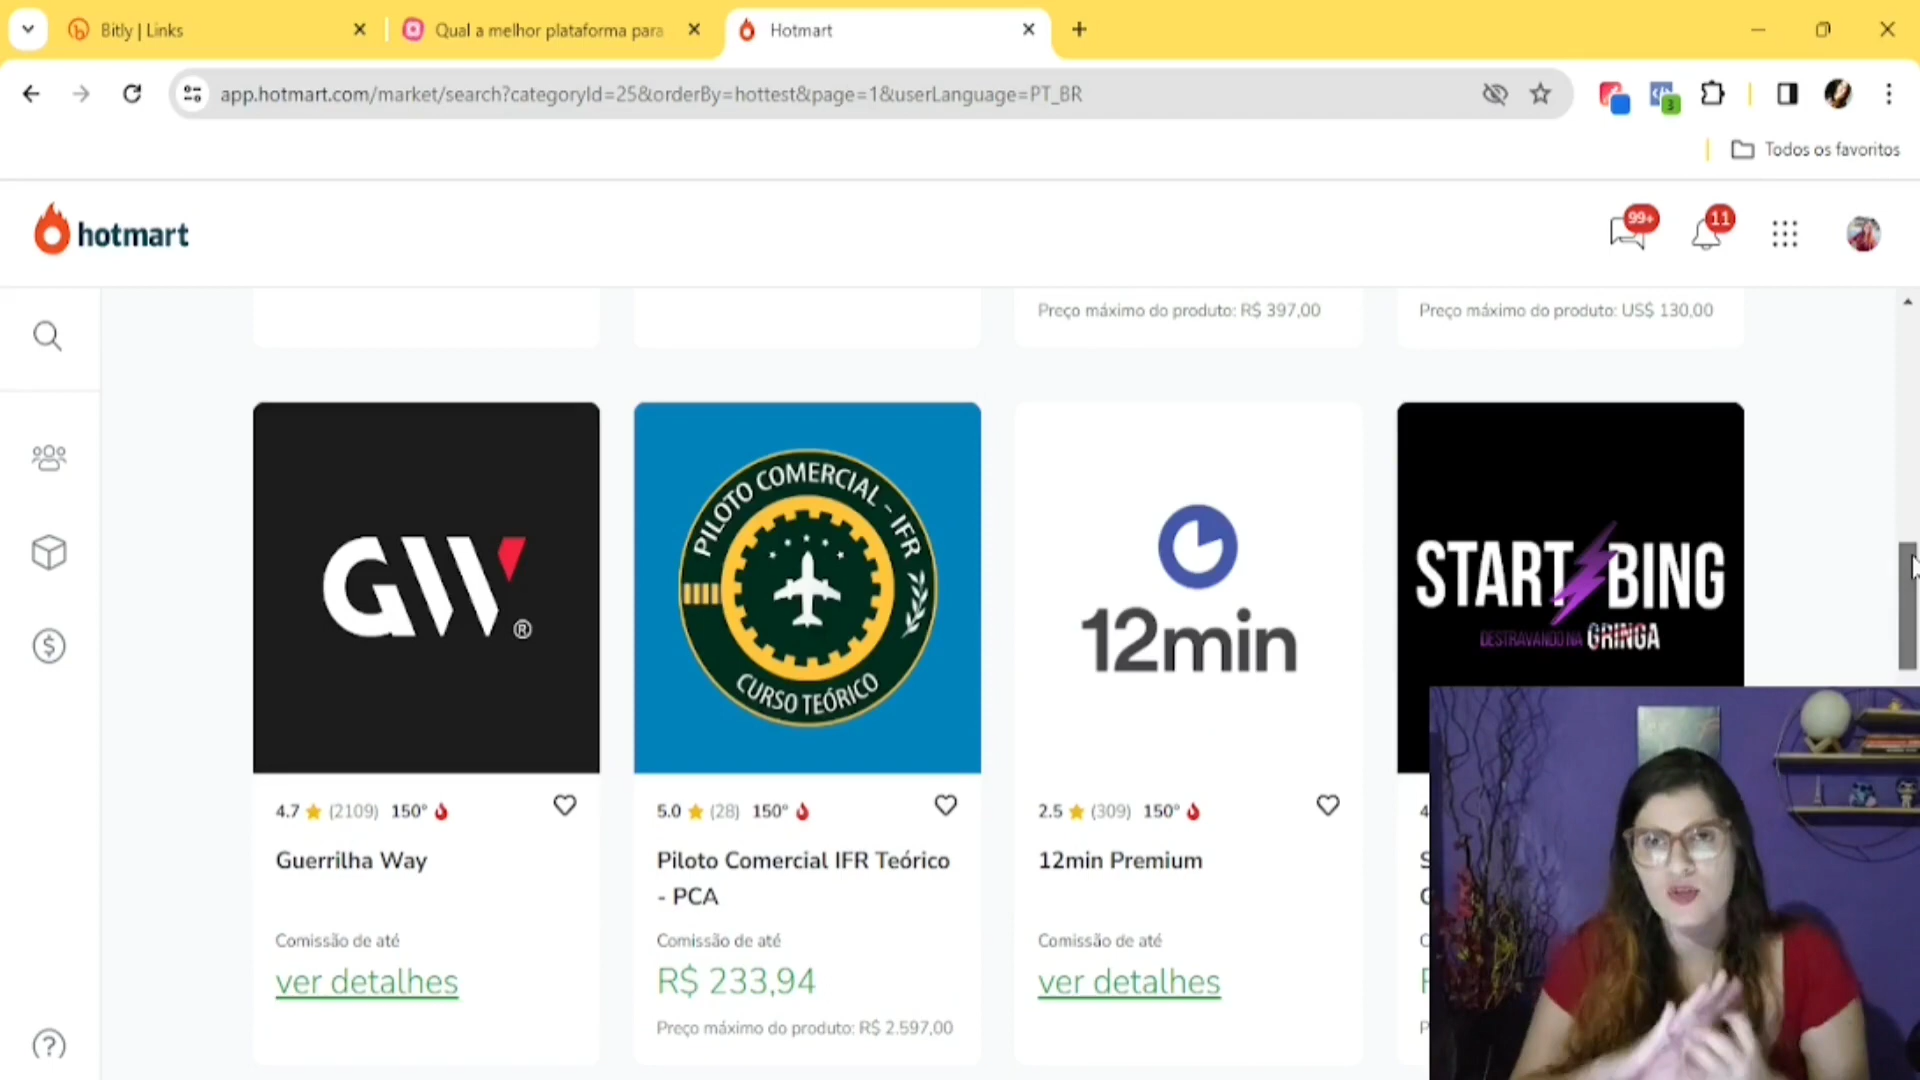 Bitly | Links
Qual a melhor plataforma para
Hotmart
app.hotmart.com/market/search?categoryId=25&orderBy=hottest&page=1&userLanguage=PT_BR
3
Todos os favoritos
hotmart
99+
11
Preço máximo do produto: R$ 397,00
Preço máximo do produto: US$ 130,00
GW®
PILOTO COMERCIAL - IFR
CURSO TEÓRICO
12min
START BING
DESTRAVANDO NA GRINGA
4.7 (2109) 150°
5.0 (28) 150°
2.5 (309) 150°
4
Guerrilha Way
Piloto Comercial IFR Teórico
- PCA
12min Premium
Comissão de até
ver detalhes
Comissão de até
R$ 233,94
Preço máximo do produto: R$ 2.597,00
Comissão de até
ver detalhes